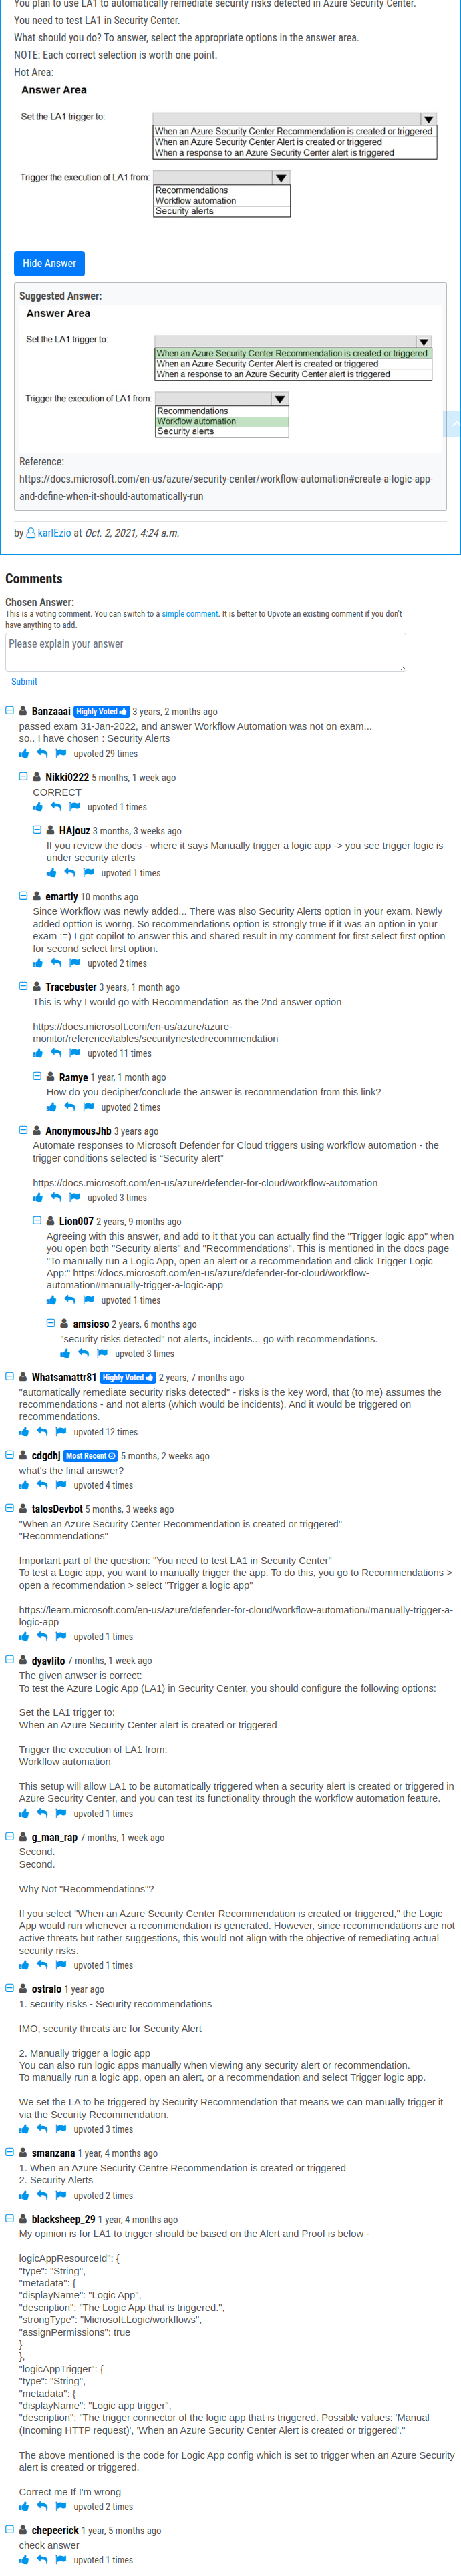 You plan to use LA1 to automatically remediate security risks detected in Azure Security Center.
You need to test LA1 in Security Center.
What should you do? To answer, select the appropriate options in the answer area.
NOTE: Each correct selection is worth one point.
Hot Area:
Answer Area
Set the LA1 trigger to:
When an Azure Security Center Recommendation is created or triggered
When an Azure Security Center Alert is created or triggered
When a response to an Azure Security Center alert is triggered
Trigger the execution of LA1 from:
Recommendations
Workflow automation
Security alerts
Hide Answer
Suggested Answer:
Answer Area
Set the LA1 trigger to:
When an Azure Security Center Recommendation is created or triggered
When an Azure Security Center Alert is created or triggered
When a response to an Azure Security Center alert is triggered
Trigger the execution of LA1 from:
Recommendations
Workflow automation
Security alerts
Reference:
https://docs.microsoft.com/en-us/azure/security-center/workflow-automation#create-a-logic-app-
and-define-when-it-should-automatically-run
by karlEzio at Oct. 2, 2021, 4:24 a.m.
Comments
Chosen Answer:
This is a voting comment. You can switch to a simple comment. It is better to Upvote an existing comment if you don't
have anything to add.
Please explain your answer
Submit
Banzaaai Highly Voted 3 years, 2 months ago
passed exam 31-Jan-2022, and answer Workflow Automation was not on exam...
so.. I have chosen : Security Alerts
upvoted 29 times
Nikki0222 5 months, 1 week ago
CORRECT
upvoted 1 times
HAjouz 3 months, 3 weeks ago
If you review the docs - where it says Manually trigger a logic app -> you see trigger logic is
under security alerts
upvoted 1 times
emartiy 10 months ago
Since Workflow was newly added... There was also Security Alerts option in your exam. Newly
added opttion is worng. So recommendations option is strongly true if it was an option in your
exam :=) I got copilot to answer this and shared result in my comment for first select first option
for second select first option.
upvoted 2 times
Tracebuster 3 years, 1 month ago
This is why I would go with Recommendation as the 2nd answer option
https://docs.microsoft.com/en-us/azure/azure-
monitor/reference/tables/securitynestedrecommendation
upvoted 11 times
Ramye 1 year, 1 month ago
How do you decipher/conclude the answer is recommendation from this link?
upvoted 2 times
AnonymousJhb 3 years ago
Automate responses to Microsoft Defender for Cloud triggers using workflow automation - the
trigger conditions selected is "Security alert"
https://docs.microsoft.com/en-us/azure/defender-for-cloud/workflow-automation
upvoted 3 times
Lion007 2 years, 9 months ago
Agreeing with this answer, and add to it that you can actually find the "Trigger logic app" when
you open both "Security alerts" and "Recommendations". This is mentioned in the docs page
"To manually run a Logic App, open an alert or a recommendation and click Trigger Logic
App:" https://docs.microsoft.com/en-us/azure/defender-for-cloud/workflow-
automation#manually-trigger-a-logic-app
upvoted 1 times
amsioso 2 years, 6 months ago
"security risks detected" not alerts, incidents... go with recommendations.
upvoted 3 times
Whatsamattr81 Highly Voted 2 years, 7 months ago
"automatically remediate security risks detected" - risks is the key word, that (to me) assumes the
recommendations - and not alerts (which would be incidents). And it would be triggered on
recommendations.
upvoted 12 times
cdgdhj Most Recent 5 months, 2 weeks ago
what's the final answer?
upvoted 4 times
talosDevbot 5 months, 3 weeks ago
"When an Azure Security Center Recommendation is created or triggered"
"Recommendations"
Important part of the question: "You need to test LA1 in Security Center"
To test a Logic app, you want to manually trigger the app. To do this, you go to Recommendations >
open a recommendation > select "Trigger a logic app"
https://learn.microsoft.com/en-us/azure/defender-for-cloud/workflow-automation#manually-trigger-a-
logic-app
upvoted 1 times
dyavlito 7 months, 1 week ago
The given anwser is correct:
To test the Azure Logic App (LA1) in Security Center, you should configure the following options:
Set the LA1 trigger to:
When an Azure Security Center alert is created or triggered
Trigger the execution of LA1 from:
Workflow automation
This setup will allow LA1 to be automatically triggered when a security alert is created or triggered in
Azure Security Center, and you can test its functionality through the workflow automation feature.
upvoted 1 times
g_man_rap 7 months, 1 week ago
Second.
Second.
Why Not "Recommendations"?
If you select "When an Azure Security Center Recommendation is created or triggered," the Logic
App would run whenever a recommendation is generated. However, since recommendations are not
active threats but rather suggestions, this would not align with the objective of remediating actual
security risks.
upvoted 1 times
ostralo 1 year ago
1. security risks - Security recommendations
IMO, security threats are for Security Alert
2. Manually trigger a logic app
You can also run logic apps manually when viewing any security alert or recommendation.
To manually run a logic app, open an alert, or a recommendation and select Trigger logic app.
We set the LA to be triggered by Security Recommendation that means we can manually trigger it
via the Security Recommendation.
upvoted 3 times
smanzana 1 year, 4 months ago
1. When an Azure Security Centre Recommendation is created or triggered
2. Security Alerts
upvoted 2 times
blacksheep_29 1 year, 4 months ago
My opinion is for LA1 to trigger should be based on the Alert and Proof is below -
logicAppResourceId": {
"type": "String",
"metadata": {
"displayName": "Logic App",
"description": "The Logic App that is triggered.",
"strongType": "Microsoft.Logic/workflows",
"assignPermissions": true
}
},
"logicAppTrigger": {
"type": "String",
"metadata": {
"displayName": "Logic app trigger",
"description": "The trigger connector of the logic app that is triggered. Possible values: 'Manual
(Incoming HTTP request)', 'When an Azure Security Center Alert is created or triggered'."
The above mentioned is the code for Logic App config which is set to trigger when an Azure Security
alert is created or triggered.
Correct me If I'm wrong
upvoted 2 times
chepeerick 1 year, 5 months ago
check answer
upvoted 1 times